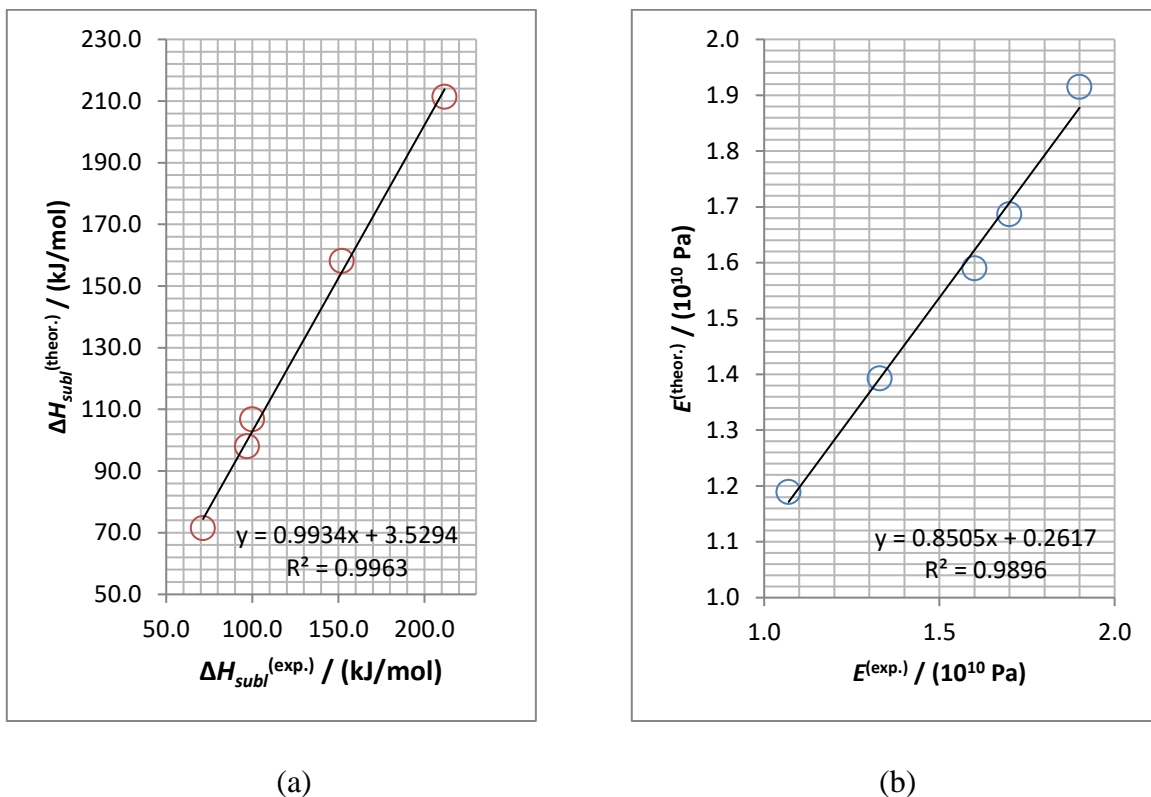 230.0
210.0
190.0
170.0
150.0
130.0
110.0
90.0
70.0
50.0
ΔHsubl(theor.) / (kJ/mol)
y = 0.9934x + 3.5294
R² = 0.9963
50.0 100.0 150.0 200.0
ΔHsubl(exp.) / (kJ/mol)
(a)
2.0
1.9
1.8
1.7
1.6
1.5
1.4
1.3
1.2
1.1
1.0
E(theor.) / (10¹⁰ Pa)
y = 0.8505x + 0.2617
R² = 0.9896
1.0 1.5 2.0
E(exp.) / (10¹⁰ Pa)
(b)